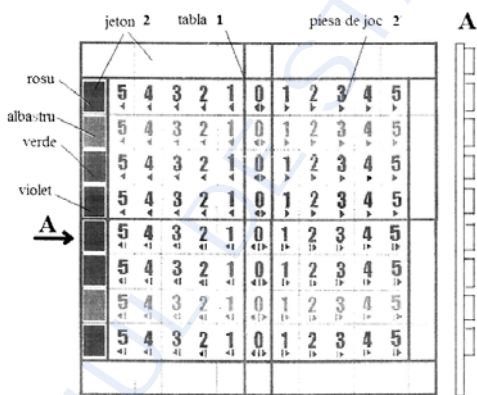 jeton 2 tabla 1 piesa de joc 2 A
rosu 5 4 3 2 1 0 1 2 3 4 5
albastru 5 4 3 2 1 0 1 2 3 4 5
verde 5 4 3 2 1 0 1 2 3 4 5
violet 5 4 3 2 1 0 1 2 3 4 5
A 5 4 3 2 1 0 1 2 3 4 5
5 4 3 2 1 0 1 2 3 4 5
5 4 3 2 1 0 1 2 3 4 5
5 4 3 2 1 0 1 2 3 4 5